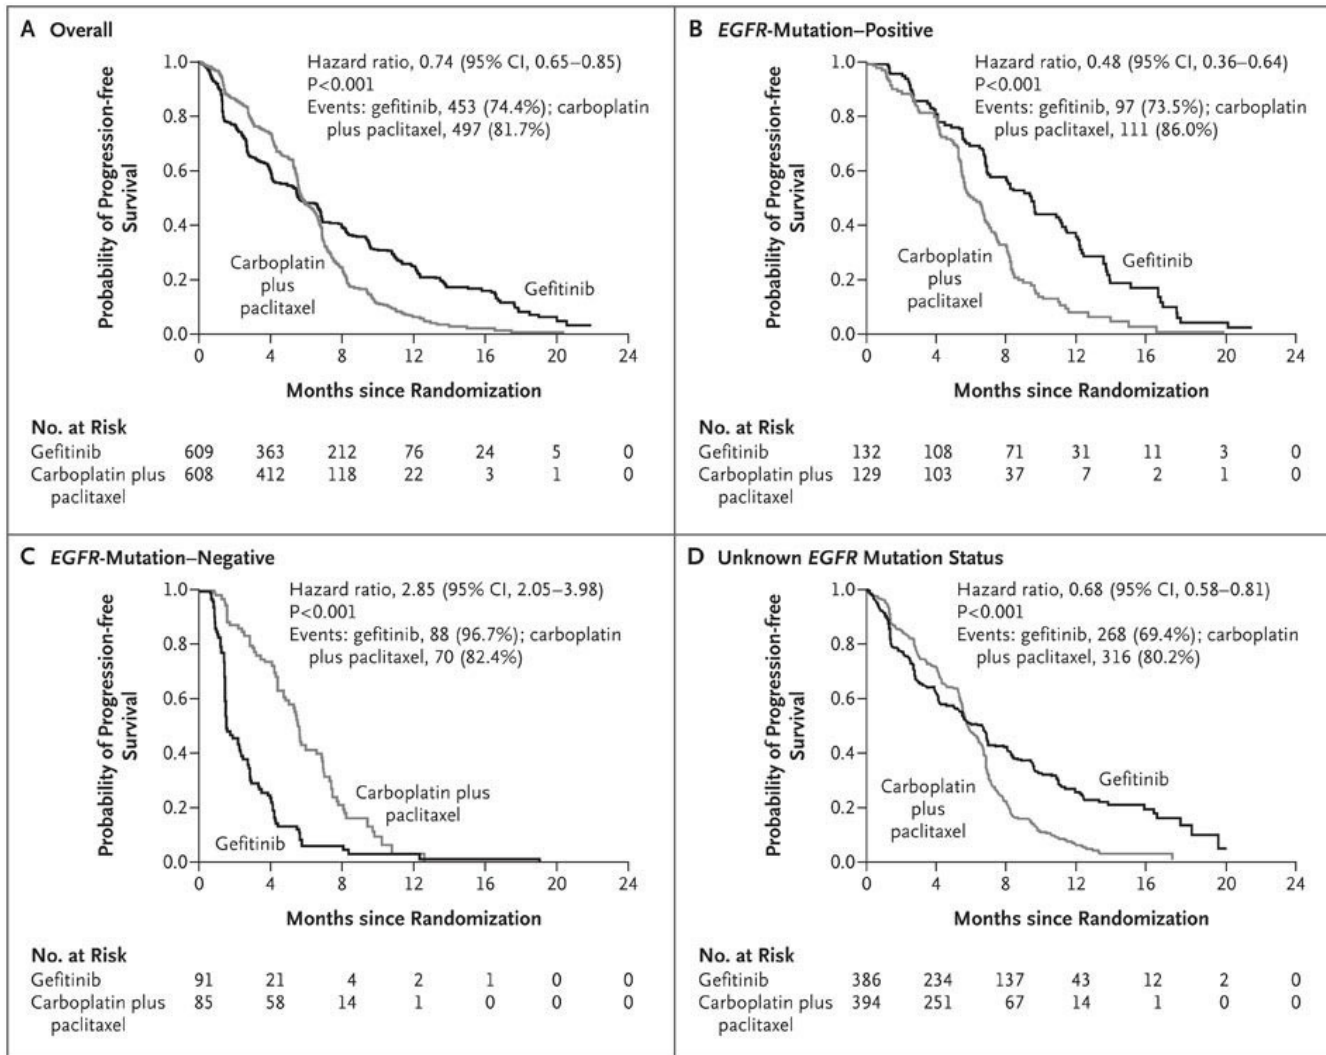 A Overall
Probability of Progression-free
Survival
1.0
0.8
0.6
0.4
0.2
0.0
Hazard ratio, 0.74 (95% CI, 0.65–0.85)
P<0.001
Events: gefitinib, 453 (74.4%); carboplatin
plus paclitaxel, 497 (81.7%)
Carboplatin
plus
paclitaxel
Gefitinib
0 4 8 12 16 20 24
Months since Randomization
No. at Risk
Gefitinib 609 363 212 76 24 5 0
Carboplatin plus 608 412 118 22 3 1 0
paclitaxel
B EGFR-Mutation–Positive
Probability of Progression-free
Survival
1.0
0.8
0.6
0.4
0.2
0.0
Hazard ratio, 0.48 (95% CI, 0.36–0.64)
P<0.001
Events: gefitinib, 97 (73.5%); carboplatin
plus paclitaxel, 111 (86.0%)
Carboplatin
plus
paclitaxel
Gefitinib
0 4 8 12 16 20 24
Months since Randomization
No. at Risk
Gefitinib 132 108 71 31 11 3 0
Carboplatin plus 129 103 37 7 2 1 0
paclitaxel
C EGFR-Mutation–Negative
Probability of Progression-free
Survival
1.0
0.8
0.6
0.4
0.2
0.0
Hazard ratio, 2.85 (95% CI, 2.05–3.98)
P<0.001
Events: gefitinib, 88 (96.7%); carboplatin
plus paclitaxel, 70 (82.4%)
Carboplatin plus
paclitaxel
Gefitinib
0 4 8 12 16 20 24
Months since Randomization
No. at Risk
Gefitinib 91 21 4 2 1 0 0
Carboplatin plus 85 58 14 1 0 0 0
paclitaxel
D Unknown EGFR Mutation Status
Probability of Progression-free
Survival
1.0
0.8
0.6
0.4
0.2
0.0
Hazard ratio, 0.68 (95% CI, 0.58–0.81)
P<0.001
Events: gefitinib, 268 (69.4%); carboplatin
plus paclitaxel, 316 (80.2%)
Carboplatin
plus
paclitaxel
Gefitinib
0 4 8 12 16 20 24
Months since Randomization
No. at Risk
Gefitinib 386 234 137 43 12 2 0
Carboplatin plus 394 251 67 14 1 0 0
paclitaxel